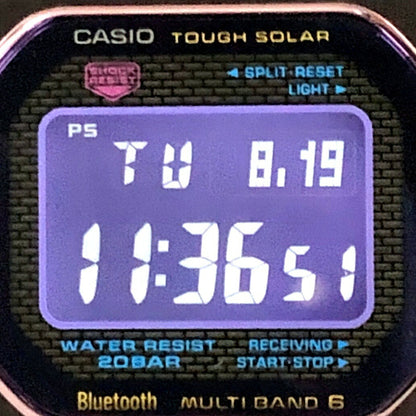 CASIO TOUGH SOLAR
SHOCK RESIST
◄ SPLIT·RESET
LIGHT ►
PS
TU 8.19
11:36 51
WATER RESIST RECEIVING ►
20BAR START·STOP ►
Bluetooth MULTI BAND 6